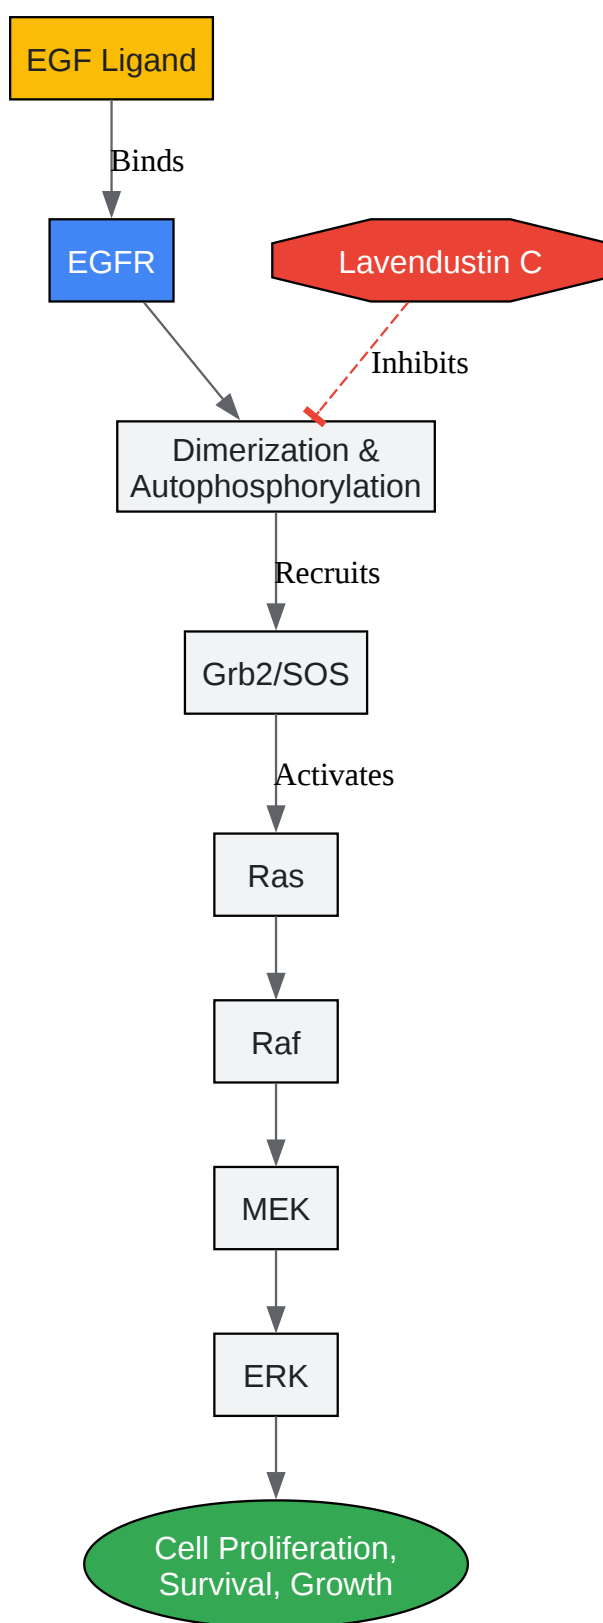 EGF Ligand
Binds
EGFR
Lavendustin C
Inhibits
Dimerization &
Autophosphorylation
Recruits
Grb2/SOS
Activates
Ras
Raf
MEK
ERK
Cell Proliferation,
Survival, Growth